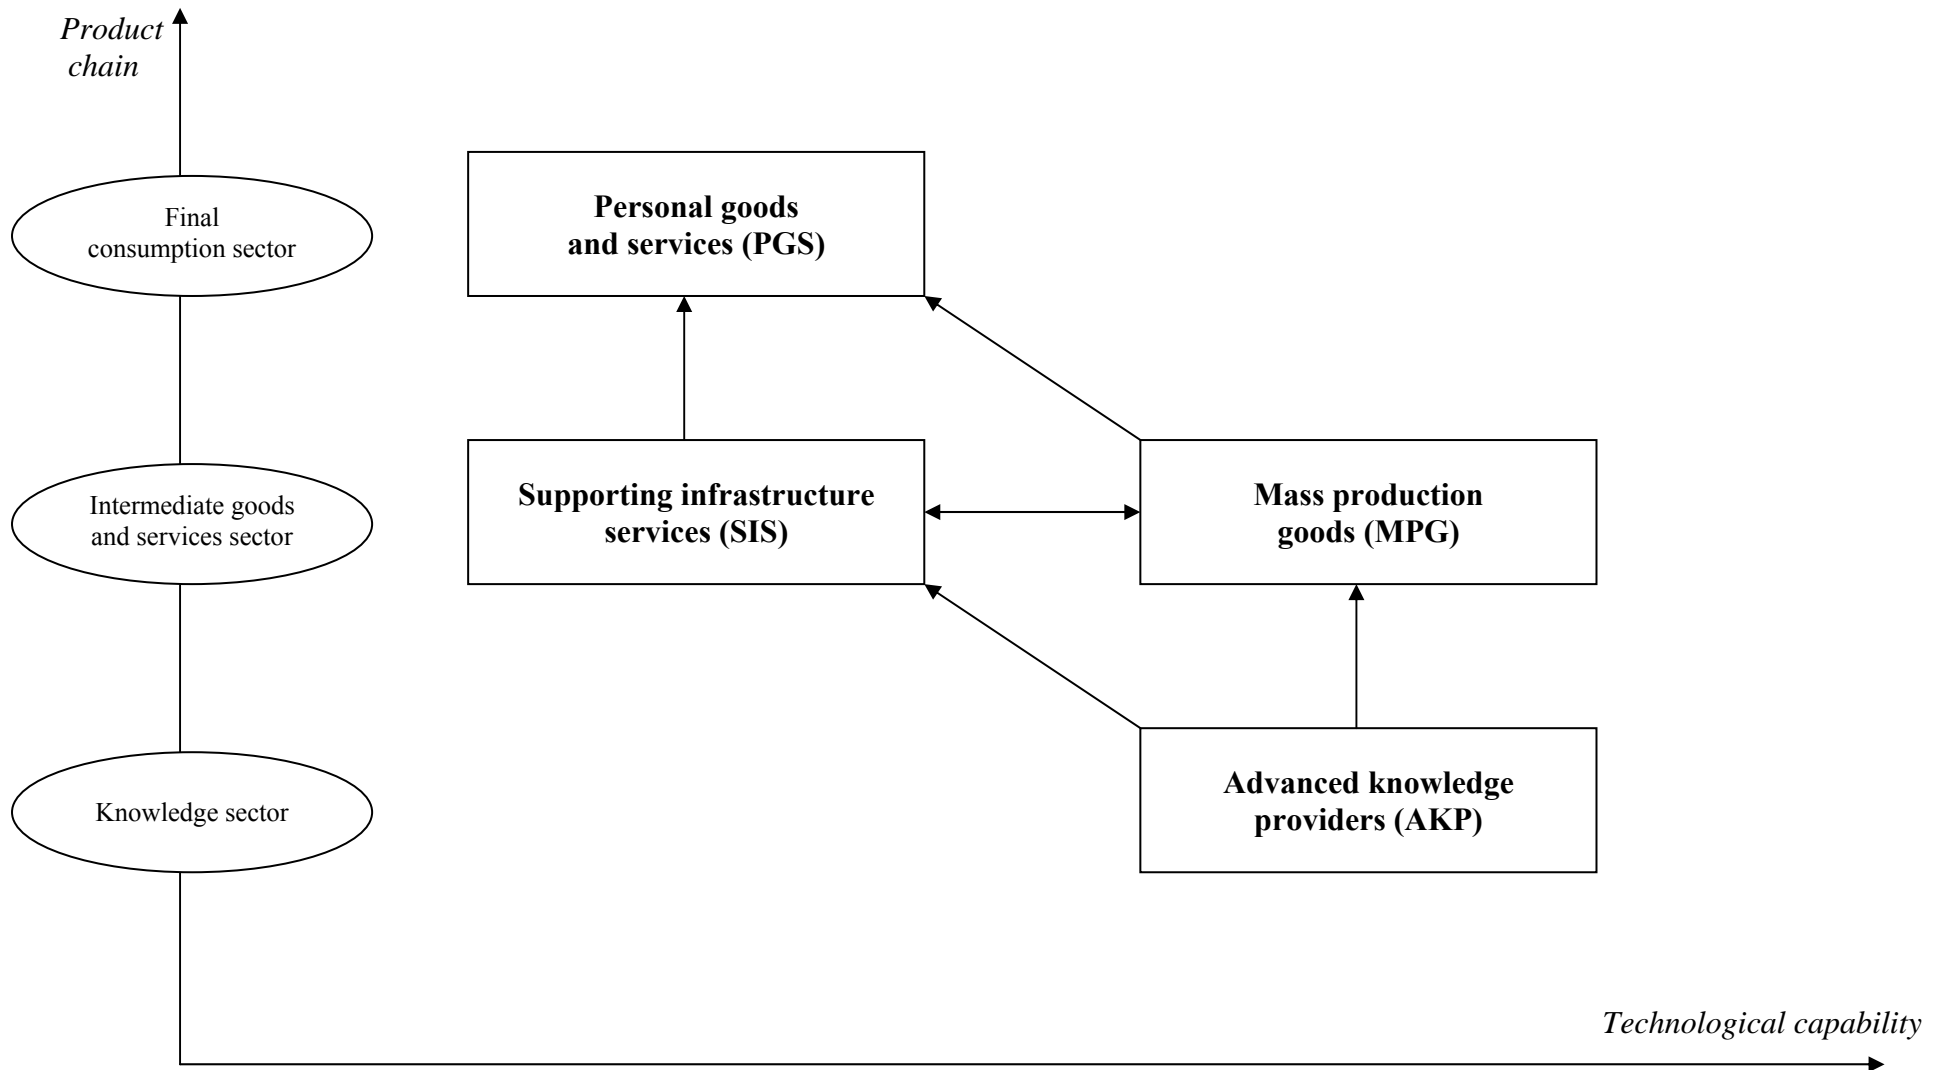 Product
chain
Final
consumption sector
Personal goods
and services (PGS)
Intermediate goods
and services sector
Supporting infrastructure
services (SIS)
Mass production
goods (MPG)
Knowledge sector
Advanced knowledge
providers (AKP)
Technological capability